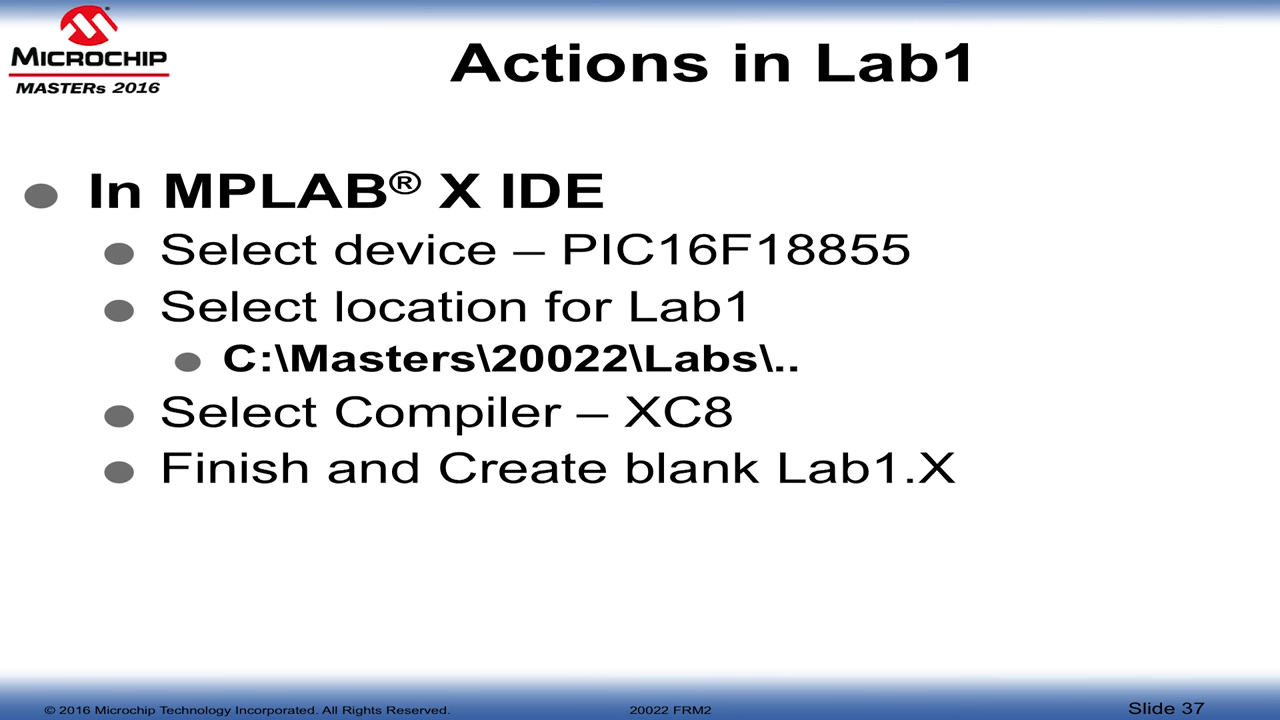 MICROCHIP
MASTERs 2016
Actions in Lab1
In MPLAB® X IDE
Select device – PIC16F18855
Select location for Lab1
C:\Masters\20022\Labs\..
Select Compiler – XC8
Finish and Create blank Lab1.X
© 2016 Microchip Technology Incorporated. All Rights Reserved.
20022 FRM2
Slide 37